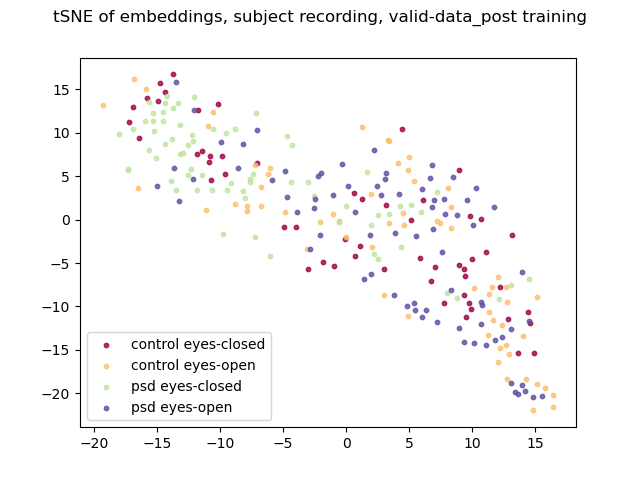 tSNE of embeddings, subject recording, valid-data_post training
15
10
5
0
−5
−10
−15
−20
control eyes-closed
control eyes-open
psd eyes-closed
psd eyes-open
−20 −15 −10 −5 0 5 10 15